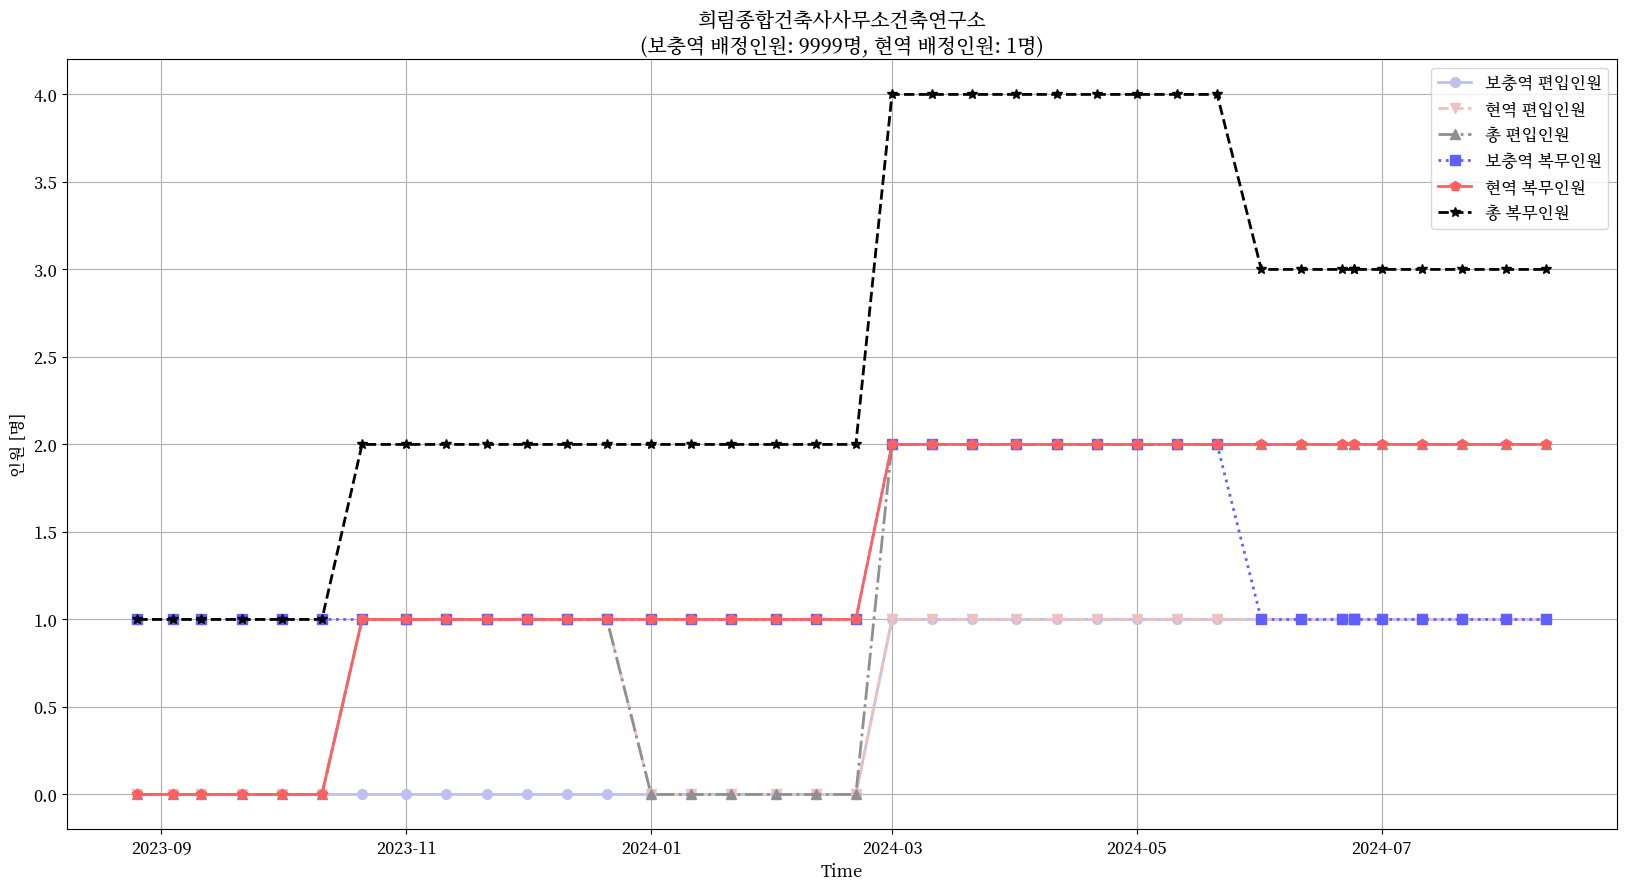 희림종합건축사사무소건축연구소
(보충역 배정인원: 9999명, 현역 배정인원: 1명)
보충역 편입인원
현역 편입인원
총 편입인원
보충역 복무인원
현역 복무인원
총 복무인원
인원 [명]
4.0
3.5
3.0
2.5
2.0
1.5
1.0
0.5
0.0
2023-09
2023-11
2024-01
2024-03
2024-05
2024-07
Time